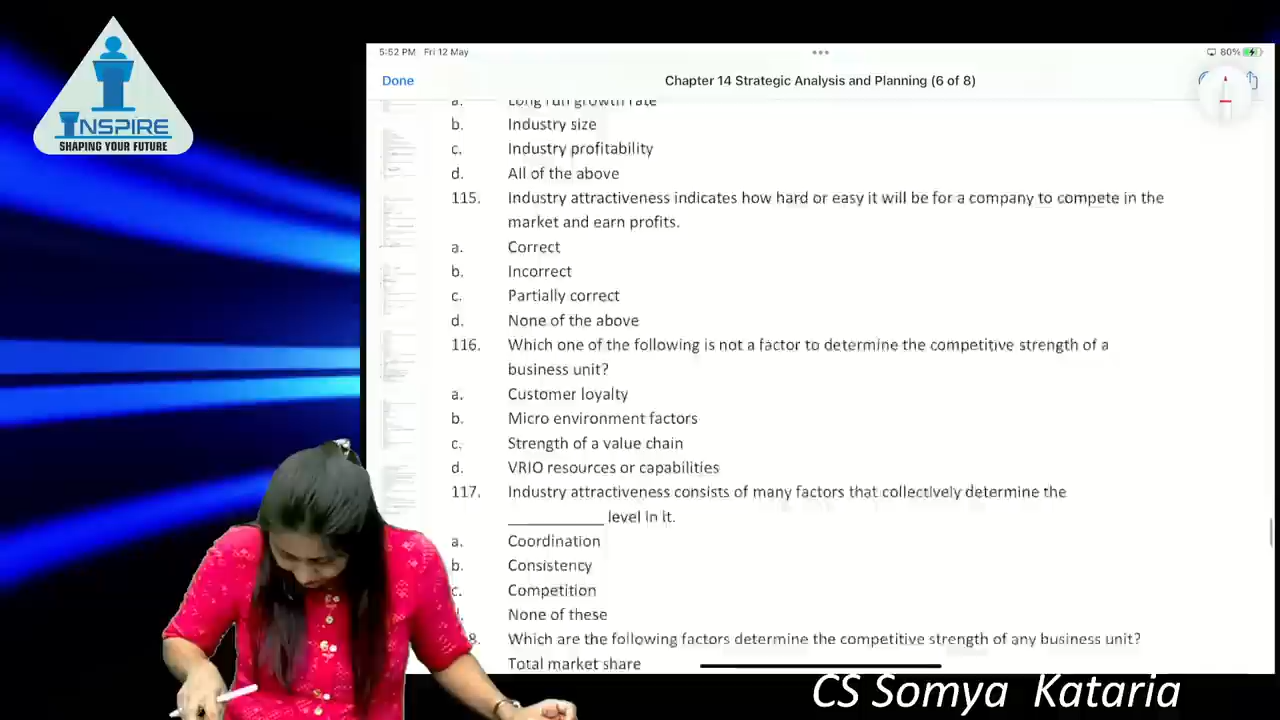 INSPIRE
SHAPING YOUR FUTURE
5:52 PM Fri 12 May
80%
Done
Chapter 14 Strategic Analysis and Planning (6 of 8)
a. Long run growth rate
b. Industry size
c. Industry profitability
d. All of the above
115. Industry attractiveness indicates how hard or easy it will be for a company to compete in the
market and earn profits.
a. Correct
b. Incorrect
c. Partially correct
d. None of the above
116. Which one of the following is not a factor to determine the competitive strength of a
business unit?
a. Customer loyalty
b. Micro environment factors
c. Strength of a value chain
d. VRIO resources or capabilities
117. Industry attractiveness consists of many factors that collectively determine the
____________ level in it.
a. Coordination
b. Consistency
c. Competition
None of these
8. Which are the following factors determine the competitive strength of any business unit?
Total market share
CS Somya Kataria